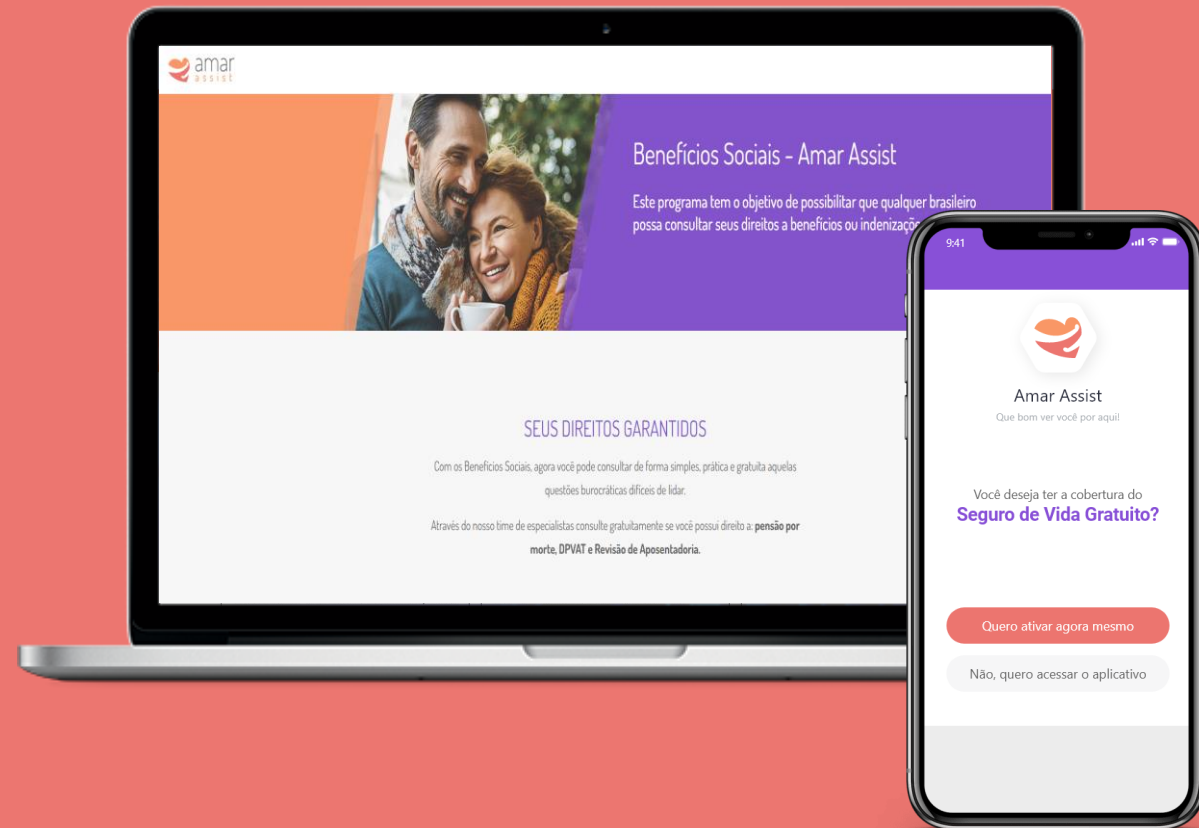 amar
assist
Benefícios Sociais - Amar Assist
Este programa tem o objetivo de possibilitar que qualquer brasileiro
possa consultar seus direitos a benefícios ou
SEUS DIREITOS GARANTIDOS
Com os Benefícios Sociais, agora você pode consultar de forma simples, prática e gratuita aquelas
questões burocráticas difíceis de lidar.
Através do nosso time de especialistas consulte gratuitamente se você possui direito a: pensão por
morte, DPVAT e Revisão de Aposentadoria.
9:41
Amar Assist
Que bom ver você por aqui!
Você deseja ter a cobertura do
Seguro de Vida Gratuito?
Quero ativar agora mesmo
Não, quero acessar o aplicativo